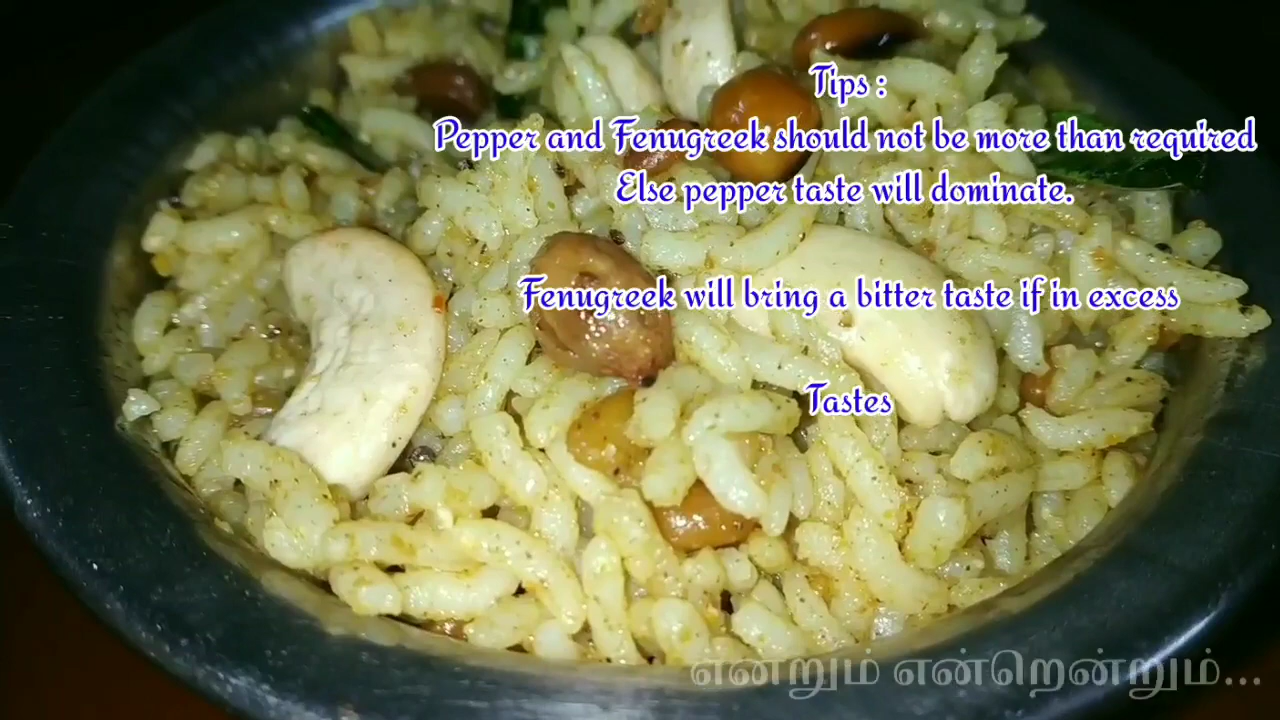 Tips :
Pepper and Fenugreek should not be more than required
Else pepper taste will dominate.
Fenugreek will bring a bitter taste if in excess
Tastes
என்றும் என்றென்றும்...